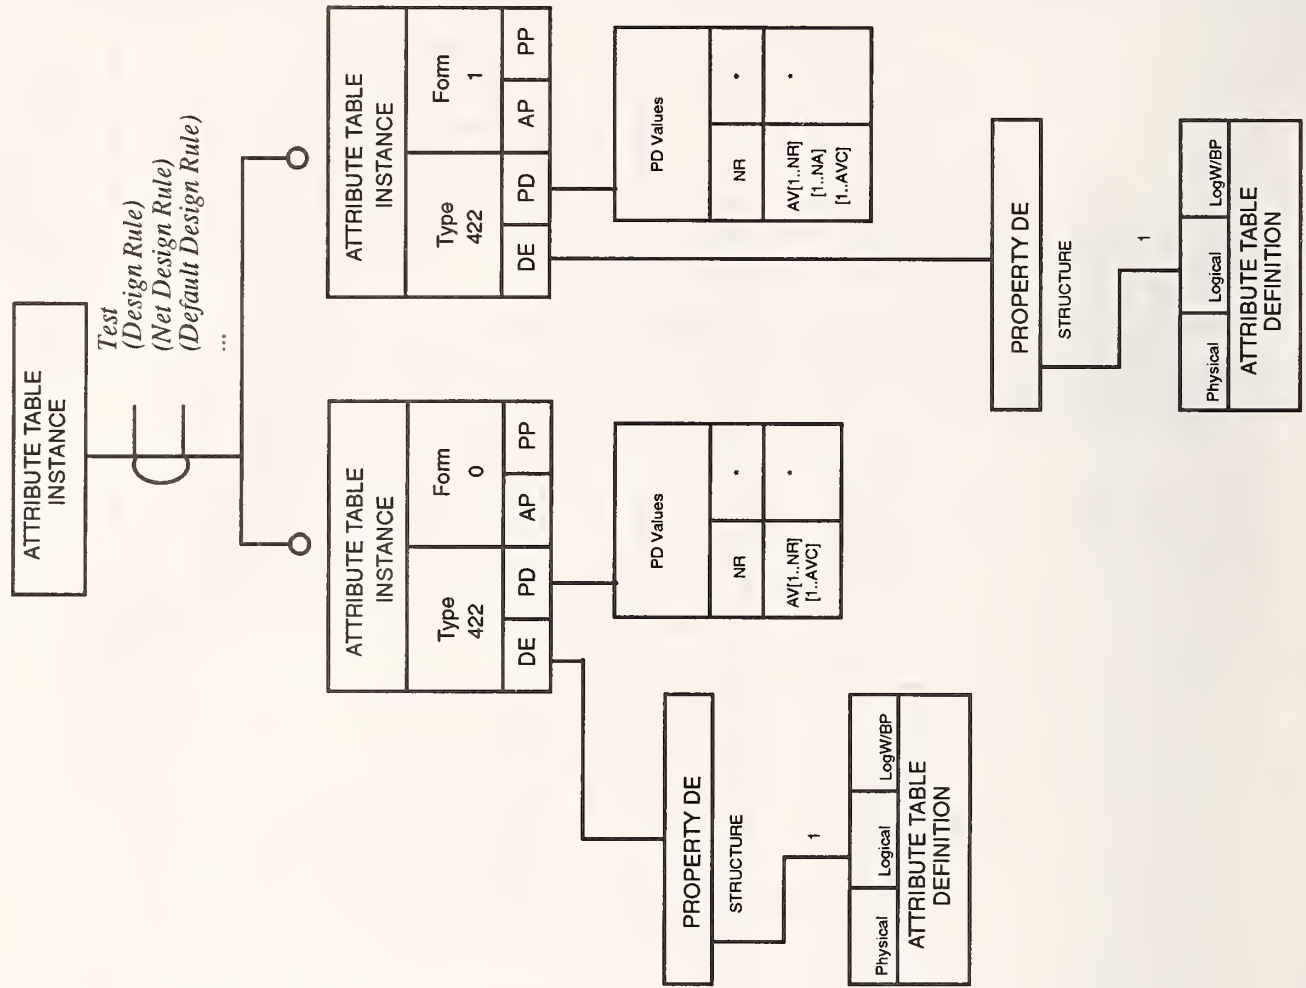 ATTRIBUTE TABLE
INSTANCE
Test
(Design Rule)
(Net Design Rule)
(Default Design Rule)
...
ATTRIBUTE TABLE
INSTANCE
Type
422
Form
0
DE
PD
AP
PP
PD Values
NR
*
AV[1..NR]
[1..AVC]
*
PROPERTY DE
STRUCTURE
1
Physical
Logical
LogW/BP
ATTRIBUTE TABLE
DEFINITION
ATTRIBUTE TABLE
INSTANCE
Type
422
Form
1
DE
PD
AP
PP
PD Values
NR
*
AV[1..NR]
[1..NA]
[1..AVC]
*
PROPERTY DE
STRUCTURE
1
Physical
Logical
LogW/BP
ATTRIBUTE TABLE
DEFINITION